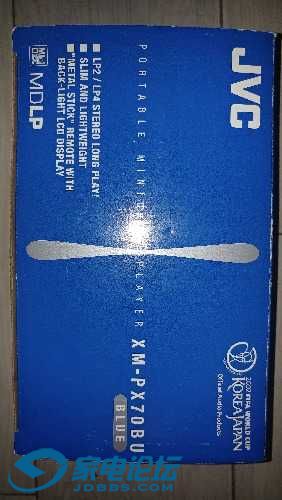 JVC
PORTABLE MINI PLAYER XM-PX70BU
BLUE
MDLP
■ LP2 / LP4 STEREO LONG PLAY!
■ SLIM AND LIGHTWEIGHT
■ "METAL STICK" REMOTE WITH
BACK-LIGHT LCD DISPLAY
2002 FIFA WORLD CUP
KOREA JAPAN
Official Audio Products
家电论坛
JDBBS.COM